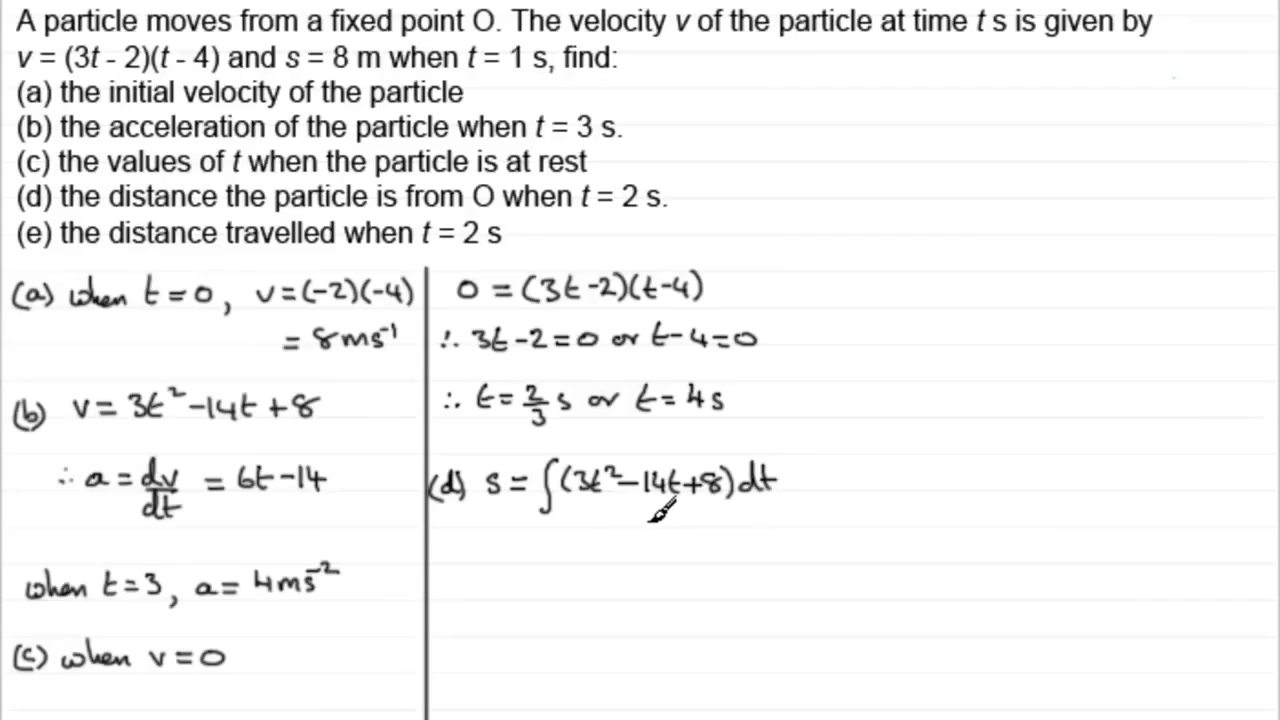 A particle moves from a fixed point O. The velocity v of the particle at time t s is given by
v = (3t - 2)(t - 4) and s = 8 m when t = 1 s, find:
(a) the initial velocity of the particle
(b) the acceleration of the particle when t = 3 s.
(c) the values of t when the particle is at rest
(d) the distance the particle is from O when t = 2 s.
(e) the distance travelled when t = 2 s
(a) when t = 0, v = (-2)(-4)
= 8ms⁻¹
(b) v = 3t² - 14t + 8
∴ a = dv/dt = 6t - 14
when t = 3, a = 4ms⁻²
(c) when v = 0
0 = (3t - 2)(t - 4)
∴ 3t - 2 = 0 or t - 4 = 0
∴ t = 2/3 s or t = 4s
(d) s = ∫(3t² - 14t + 8)dt